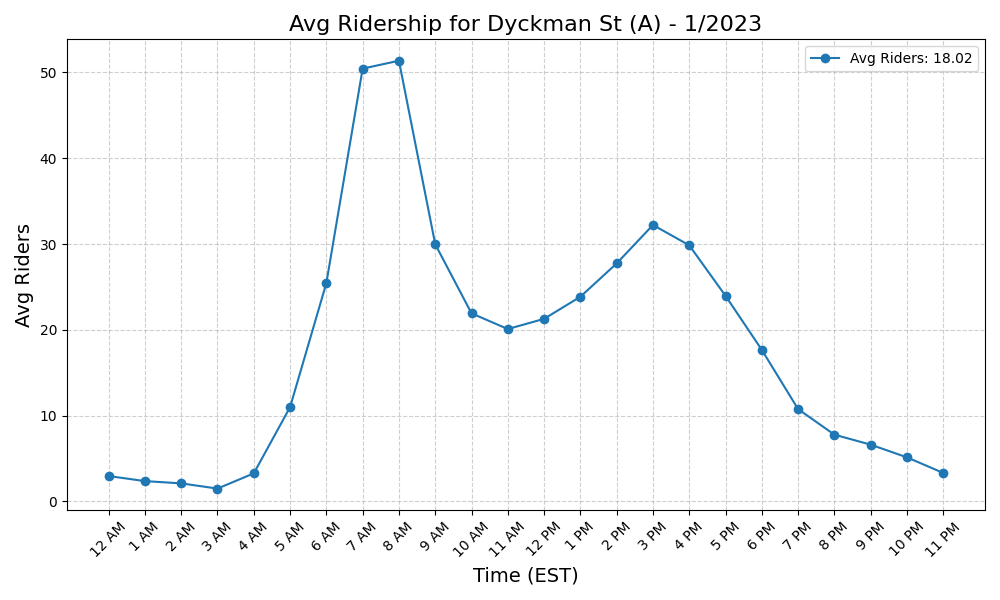 Avg Ridership for Dyckman St (A) - 1/2023
Avg Riders: 18.02
Avg Riders
50
40
30
20
10
0
12 AM
1 AM
2 AM
3 AM
4 AM
5 AM
6 AM
7 AM
8 AM
9 AM
10 AM
11 AM
12 PM
1 PM
2 PM
3 PM
4 PM
5 PM
6 PM
7 PM
8 PM
9 PM
10 PM
11 PM
Time (EST)